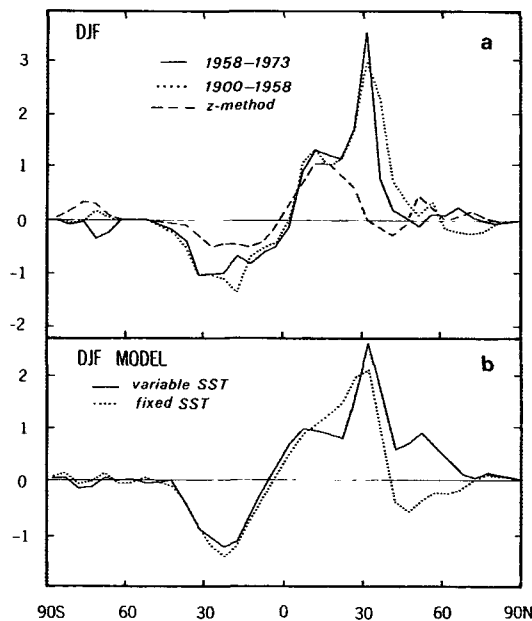 DJF
a
1958–1973
1900–1958
z-method
3
2
1
0
-1
-2
DJF MODEL
b
variable SST
fixed SST
2
1
0
-1
90S 60 30 0 30 60 90N